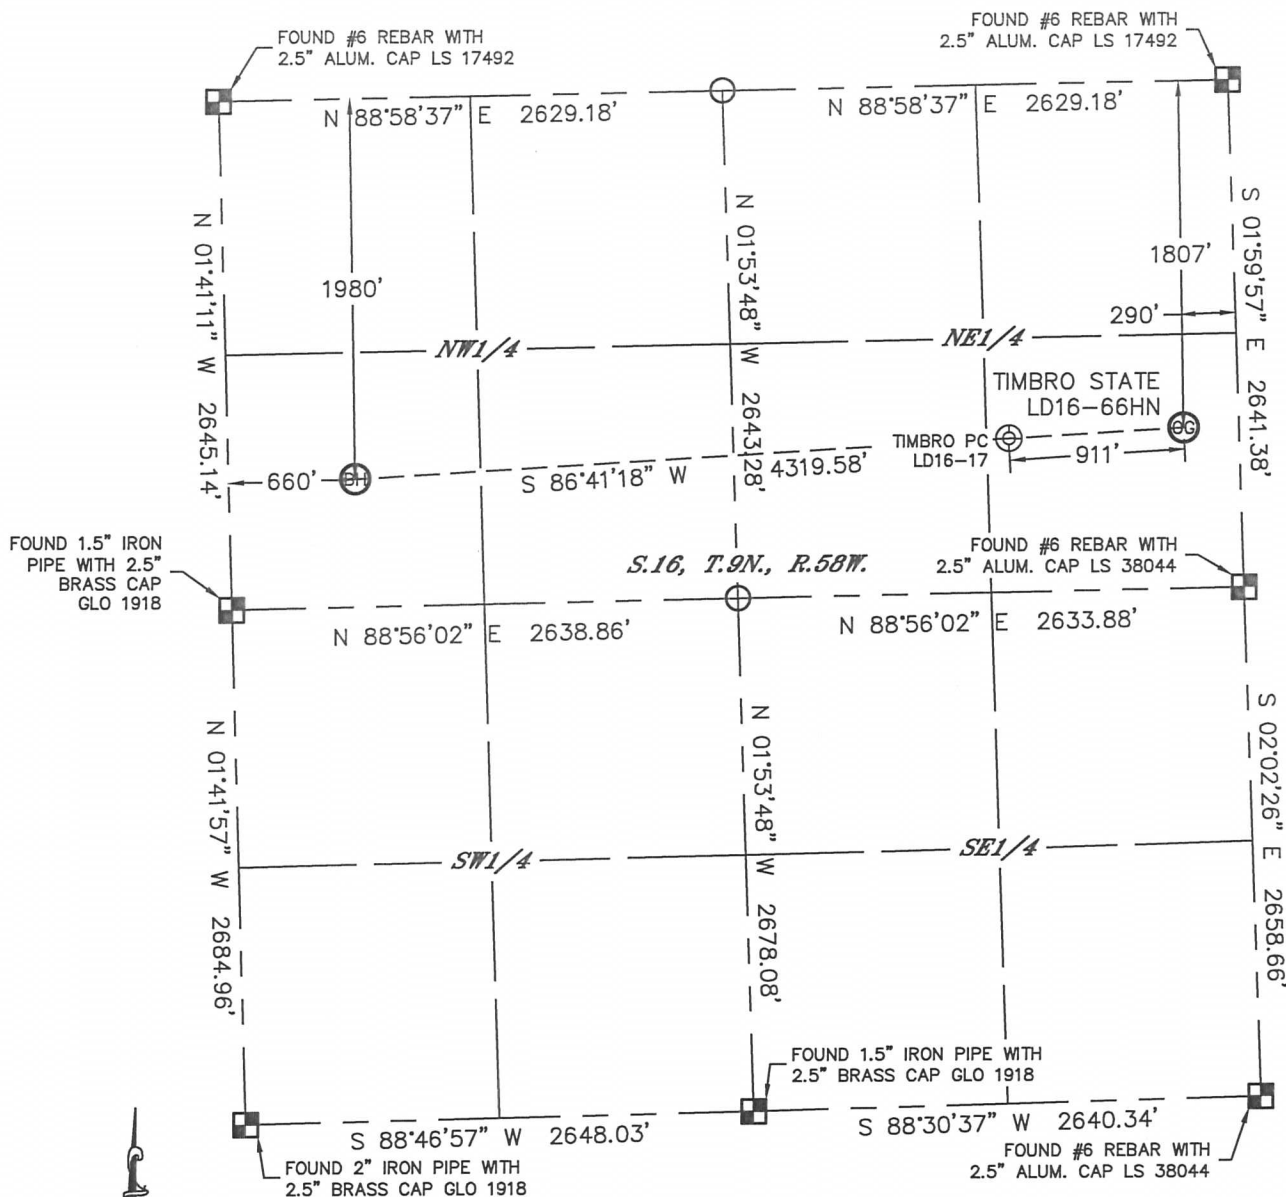 FOUND #6 REBAR WITH
2.5" ALUM. CAP LS 17492
FOUND #6 REBAR WITH
2.5" ALUM. CAP LS 17492
N 88°58'37" E 2629.18'
N 88°58'37" E 2629.18'
N 01°41'11" W 2645.14'
N 01°53'48" W 2643.28'
S 01°59'57" E 2641.38'
1980'
1807'
290'
NW1/4
NE1/4
TIMBRO STATE
LD16-66HN
OG
TIMBRO PC
LD16-17
911'
660'
BH
S 86°41'18" W 4319.58'
FOUND 1.5" IRON
PIPE WITH 2.5"
BRASS CAP
GLO 1918
S.16, T.9N., R.58W.
FOUND #6 REBAR WITH
2.5" ALUM. CAP LS 38044
N 88°56'02" E 2638.86'
N 88°56'02" E 2633.88'
N 01°41'57" W 2684.96'
N 01°53'48" W 2678.08'
S 02°02'26" E 2658.66'
SW1/4
SE1/4
FOUND 1.5" IRON PIPE WITH
2.5" BRASS CAP GLO 1918
S 88°46'57" W 2648.03'
S 88°30'37" W 2640.34'
FOUND 2" IRON PIPE WITH
2.5" BRASS CAP GLO 1918
FOUND #6 REBAR WITH
2.5" ALUM. CAP LS 38044